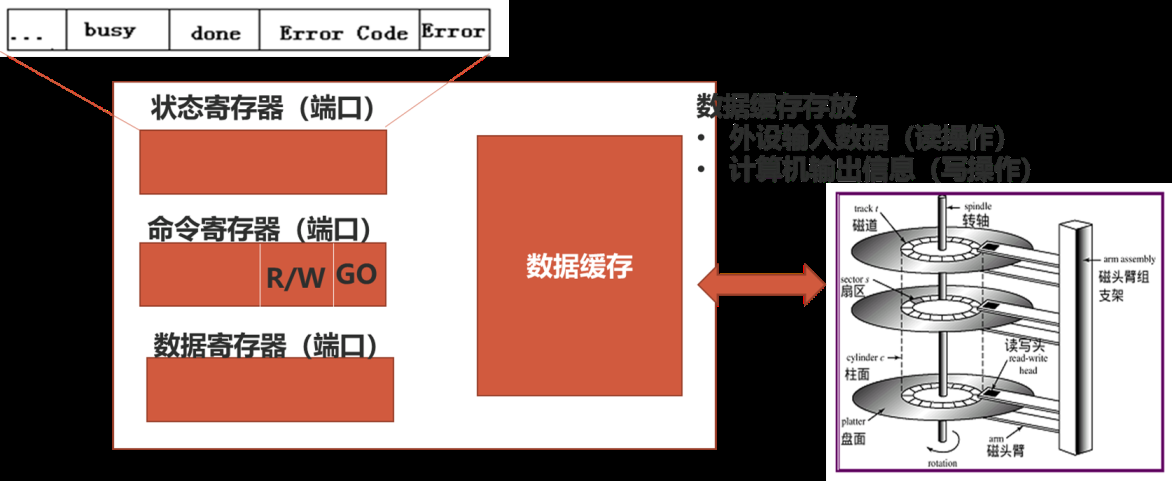 ... busy done Error Code Error
状态寄存器（端口）
命令寄存器（端口）
R/W GO
数据寄存器（端口）
数据缓存
数据缓存存放
• 外设输入数据（读操作）
• 计算机输出信息（写操作）
track t
磁道
spindle
转轴
sector s
扇区
arm assembly
磁头臂组
支架
cylinder c
柱面
读写头
read-write
head
platter
盘面
arm
磁头臂
rotation